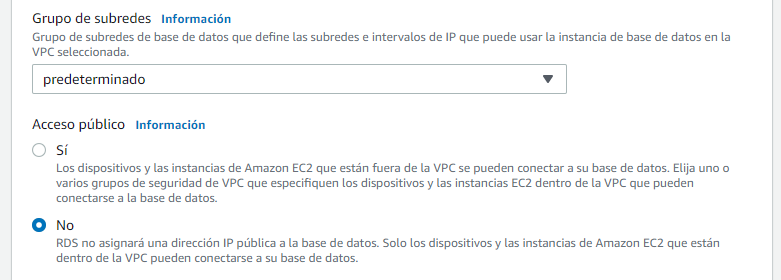 Grupo de subredes Información
Grupo de subredes de base de datos que define las subredes e intervalos de IP que puede usar la instancia de base de datos en la
VPC seleccionada.
predeterminado
Acceso público Información
Sí
Los dispositivos y las instancias de Amazon EC2 que están fuera de la VPC se pueden conectar a su base de datos. Elija uno o
varios grupos de seguridad de VPC que especifiquen los dispositivos y las instancias EC2 dentro de la VPC que pueden
conectarse a la base de datos.
No
RDS no asignará una dirección IP pública a la base de datos. Solo los dispositivos y las instancias de Amazon EC2 que están
dentro de la VPC pueden conectarse a su base de datos.